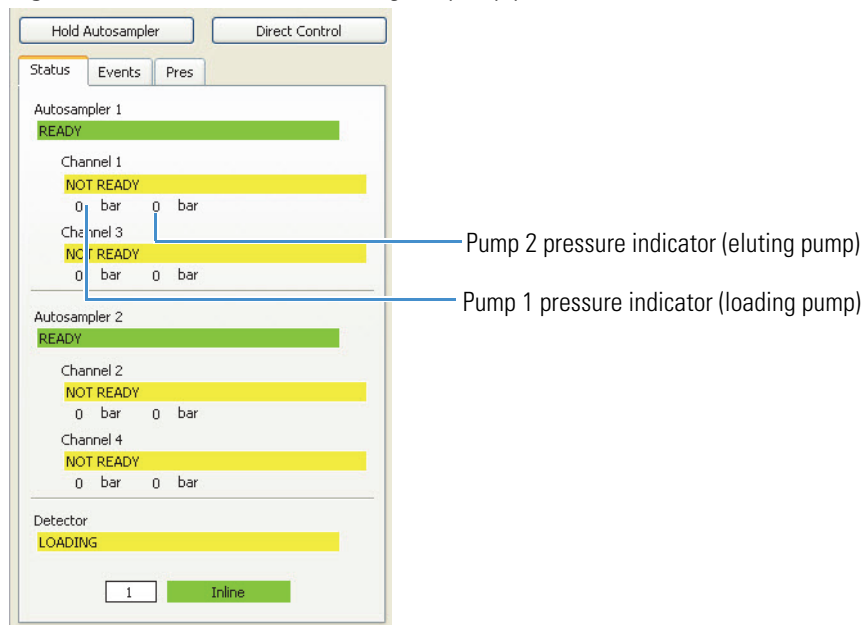 Hold Autosampler Direct Control
Status Events Pres
Autosampler 1
READY
Channel 1
NOT READY
0 bar 0 bar
Channel 3
NOT READY
0 bar 0 bar
Pump 2 pressure indicator (eluting pump)
Pump 1 pressure indicator (loading pump)
Autosampler 2
READY
Channel 2
NOT READY
0 bar 0 bar
Channel 4
NOT READY
0 bar 0 bar
Detector
LOADING
1 Inline